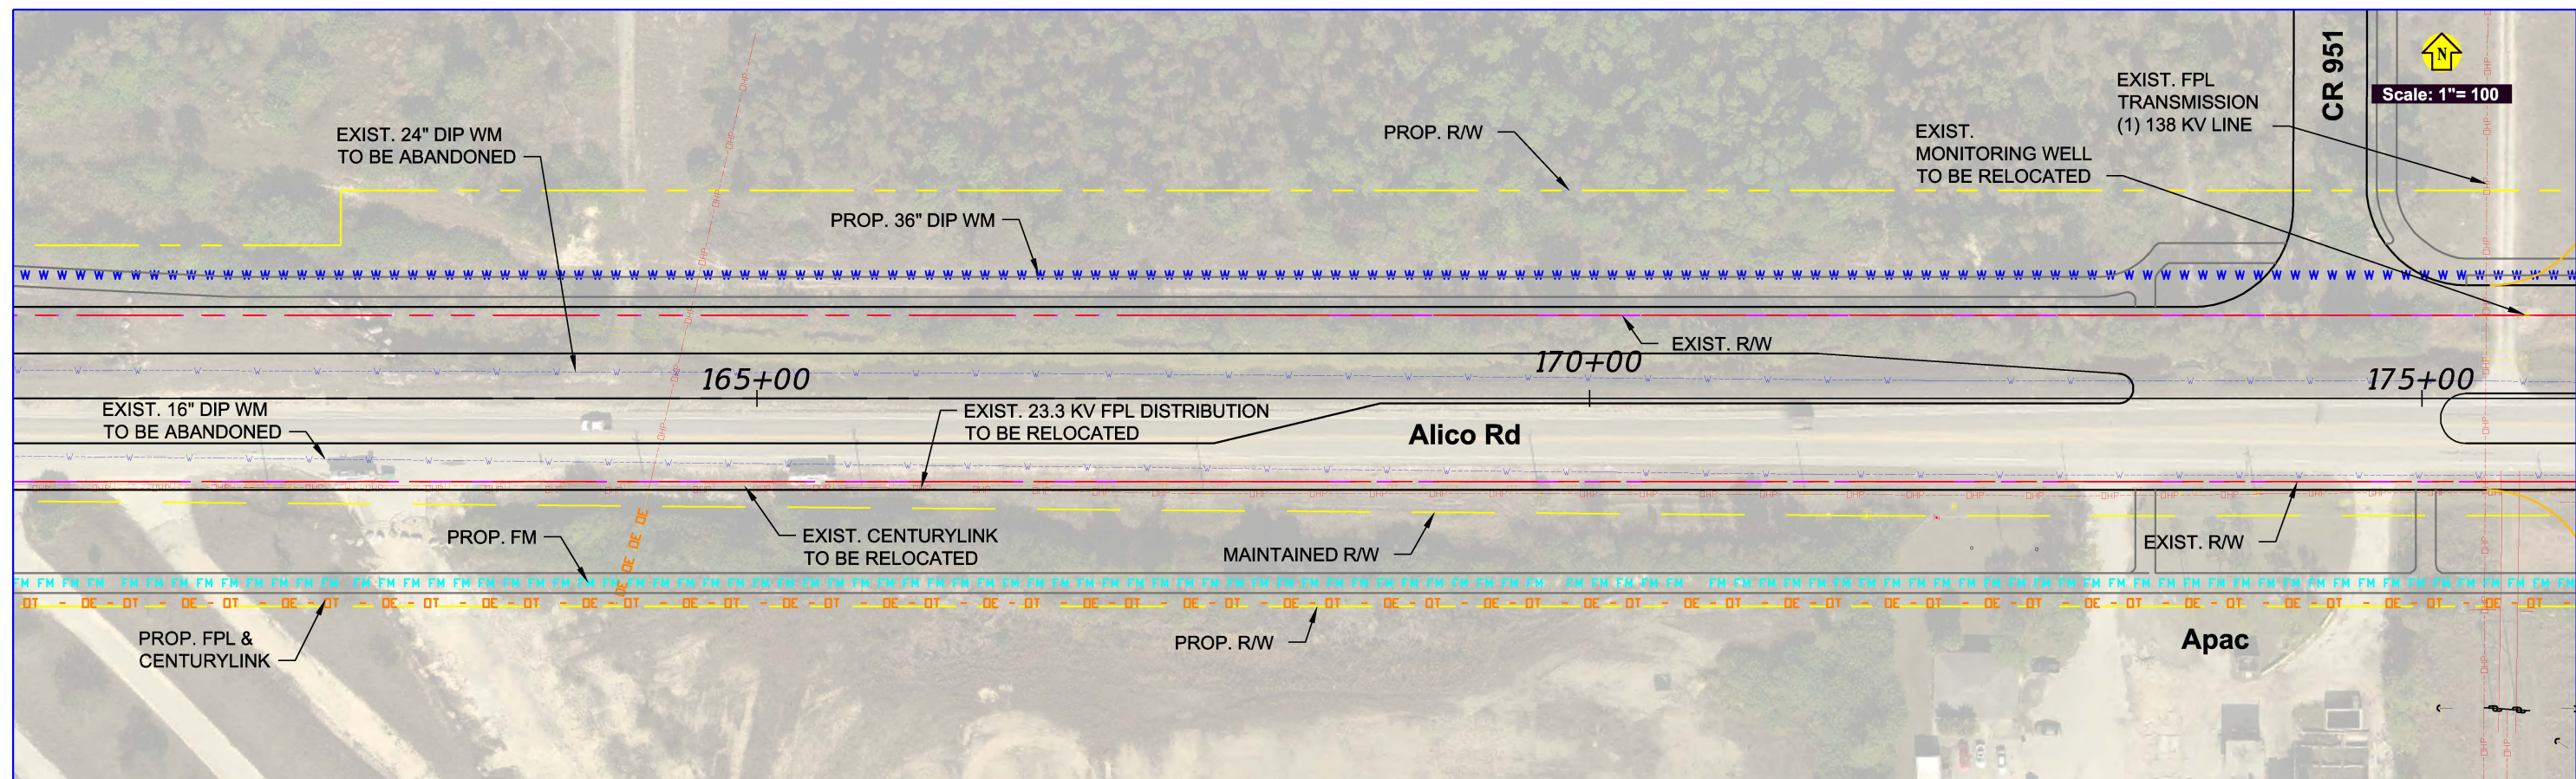 CR 951
N
Scale: 1"= 100
EXIST. FPL
TRANSMISSION
(1) 138 KV LINE
EXIST.
MONITORING WELL
TO BE RELOCATED
EXIST. 24" DIP WM
TO BE ABANDONED
PROP. R/W
PROP. 36" DIP WM
EXIST. R/W
165+00
170+00
175+00
EXIST. 16" DIP WM
TO BE ABANDONED
EXIST. 23.3 KV FPL DISTRIBUTION
TO BE RELOCATED
Alico Rd
PROP. FM
EXIST. CENTURYLINK
TO BE RELOCATED
MAINTAINED R/W
EXIST. R/W
PROP. FPL &
CENTURYLINK
PROP. R/W
Apac